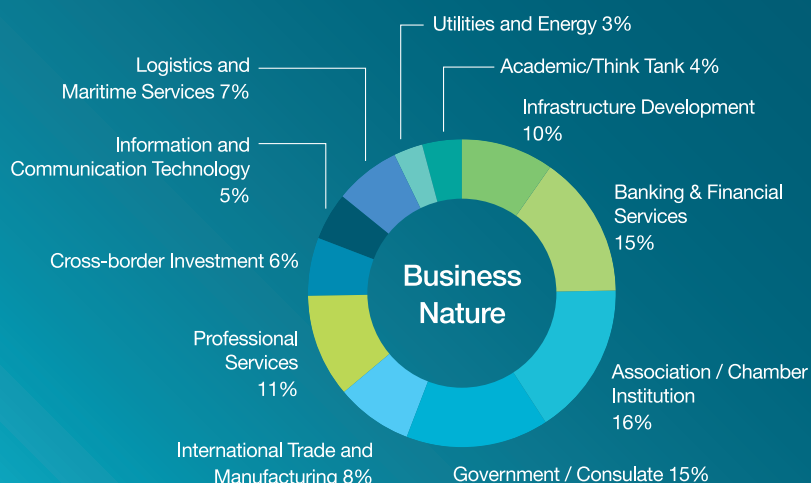 Utilities and Energy 3%
Academic/Think Tank 4%
Infrastructure Development
10%
Banking & Financial
Services
15%
Association / Chamber
Institution
16%
Government / Consulate 15%
International Trade and
Manufacturing 8%
Professional
Services
11%
Cross-border Investment 6%
Information and
Communication Technology
5%
Logistics and
Maritime Services 7%
Business
Nature